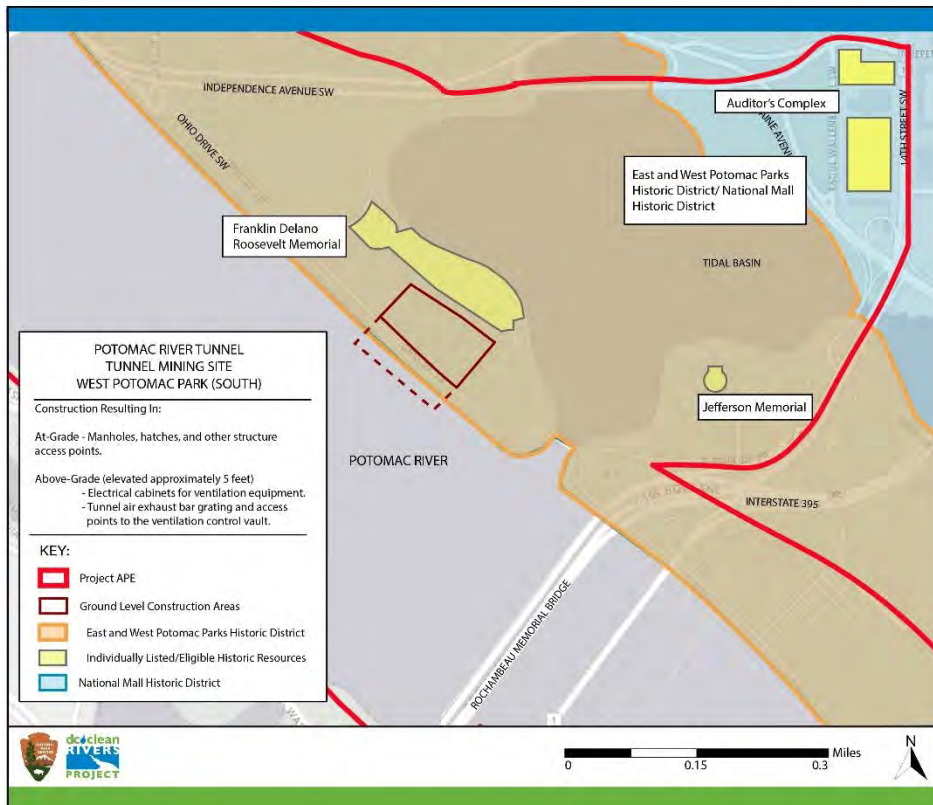 INDEPENDENCE AVENUE SW
OHIO DRIVE SW
Auditor's Complex
RAOUL WALLENB
SW
14TH STREET SW
AINE AVENU
East and West Potomac Parks
Historic District/ National Mall
Historic District
Franklin Delano
Roosevelt Memorial
TIDAL BASIN
Jefferson Memorial
POTOMAC RIVER
INTERSTATE 395
ROCHAMBEAU MEMORIAL BRIDGE
1
POTOMAC RIVER TUNNEL
TUNNEL MINING SITE
WEST POTOMAC PARK (SOUTH)
Construction Resulting In:
At-Grade - Manholes, hatches, and other structure
access points.
Above-Grade (elevated approximately 5 feet)
- Electrical cabinets for ventilation equipment.
- Tunnel air exhaust bar grating and access
points to the ventilation control vault.
KEY:
Project APE
Ground Level Construction Areas
East and West Potomac Parks Historic District
Individually Listed/Eligible Historic Resources
National Mall Historic District
dc clean
RIVERS
PROJECT
Miles
0
0.15
0.3
N